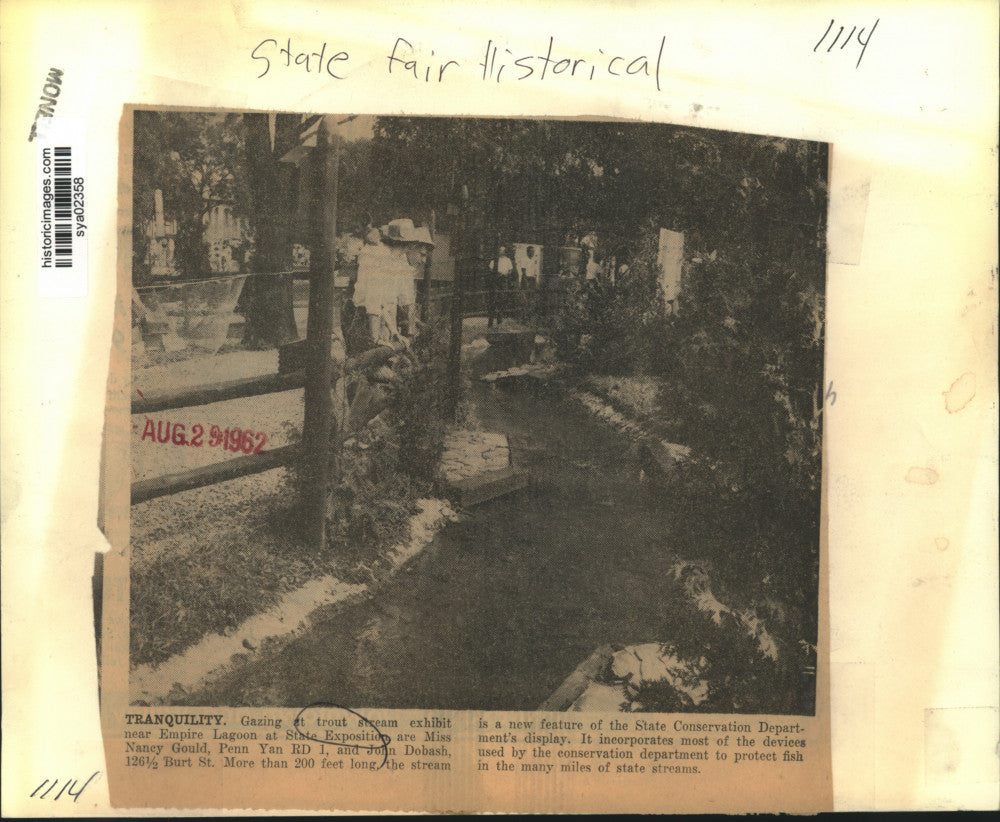 State Fair Historical
1114
MONET
historicimages.com
sya02358
AUG 29 1962
TRANQUILITY. Gazing at trout stream exhibit
near Empire Lagoon at State Exposition are Miss
Nancy Gould, Penn Yan RD 1, and John Dobash,
126½ Burt St. More than 200 feet long, the stream
is a new feature of the State Conservation Depart-
ment's display. It incorporates most of the devices
used by the conservation department to protect fish
in the many miles of state streams.
1114